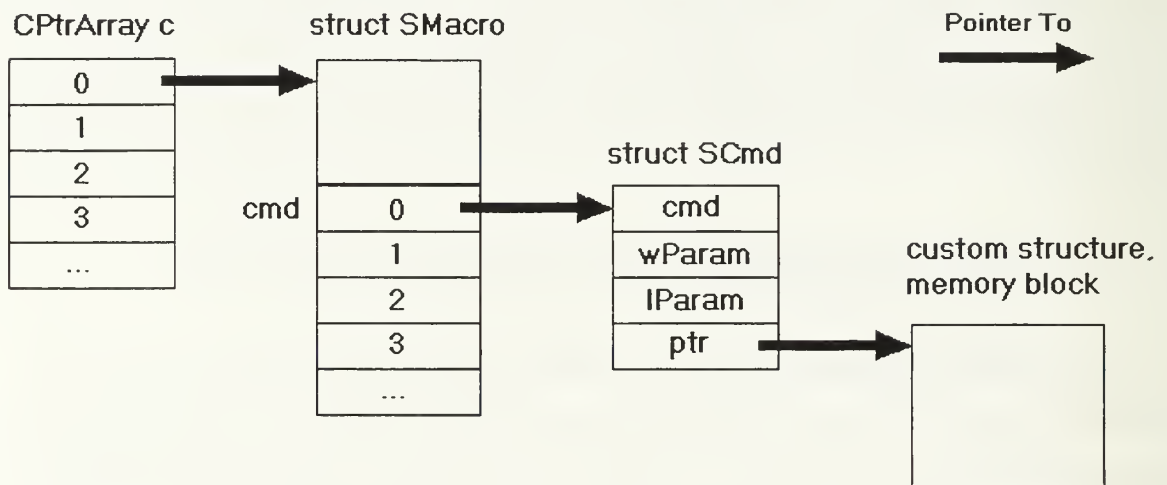 CPtrArray c
0
1
2
3
...
struct SMacro
cmd
0
1
2
3
...
struct SCmd
cmd
wParam
lParam
ptr
Pointer To
custom structure,
memory block